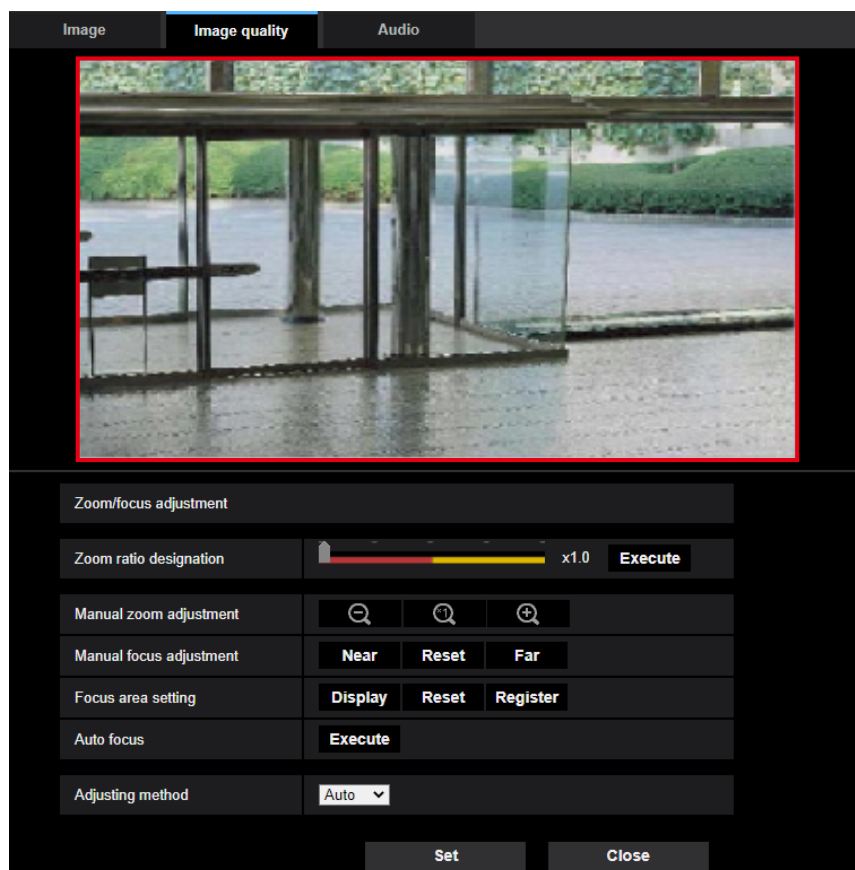 Image Image quality Audio
Zoom/focus adjustment
Zoom ratio designation x1.0 Execute
Manual zoom adjustment ×1
Manual focus adjustment Near Reset Far
Focus area setting Display Reset Register
Auto focus Execute
Adjusting method Auto
Set Close